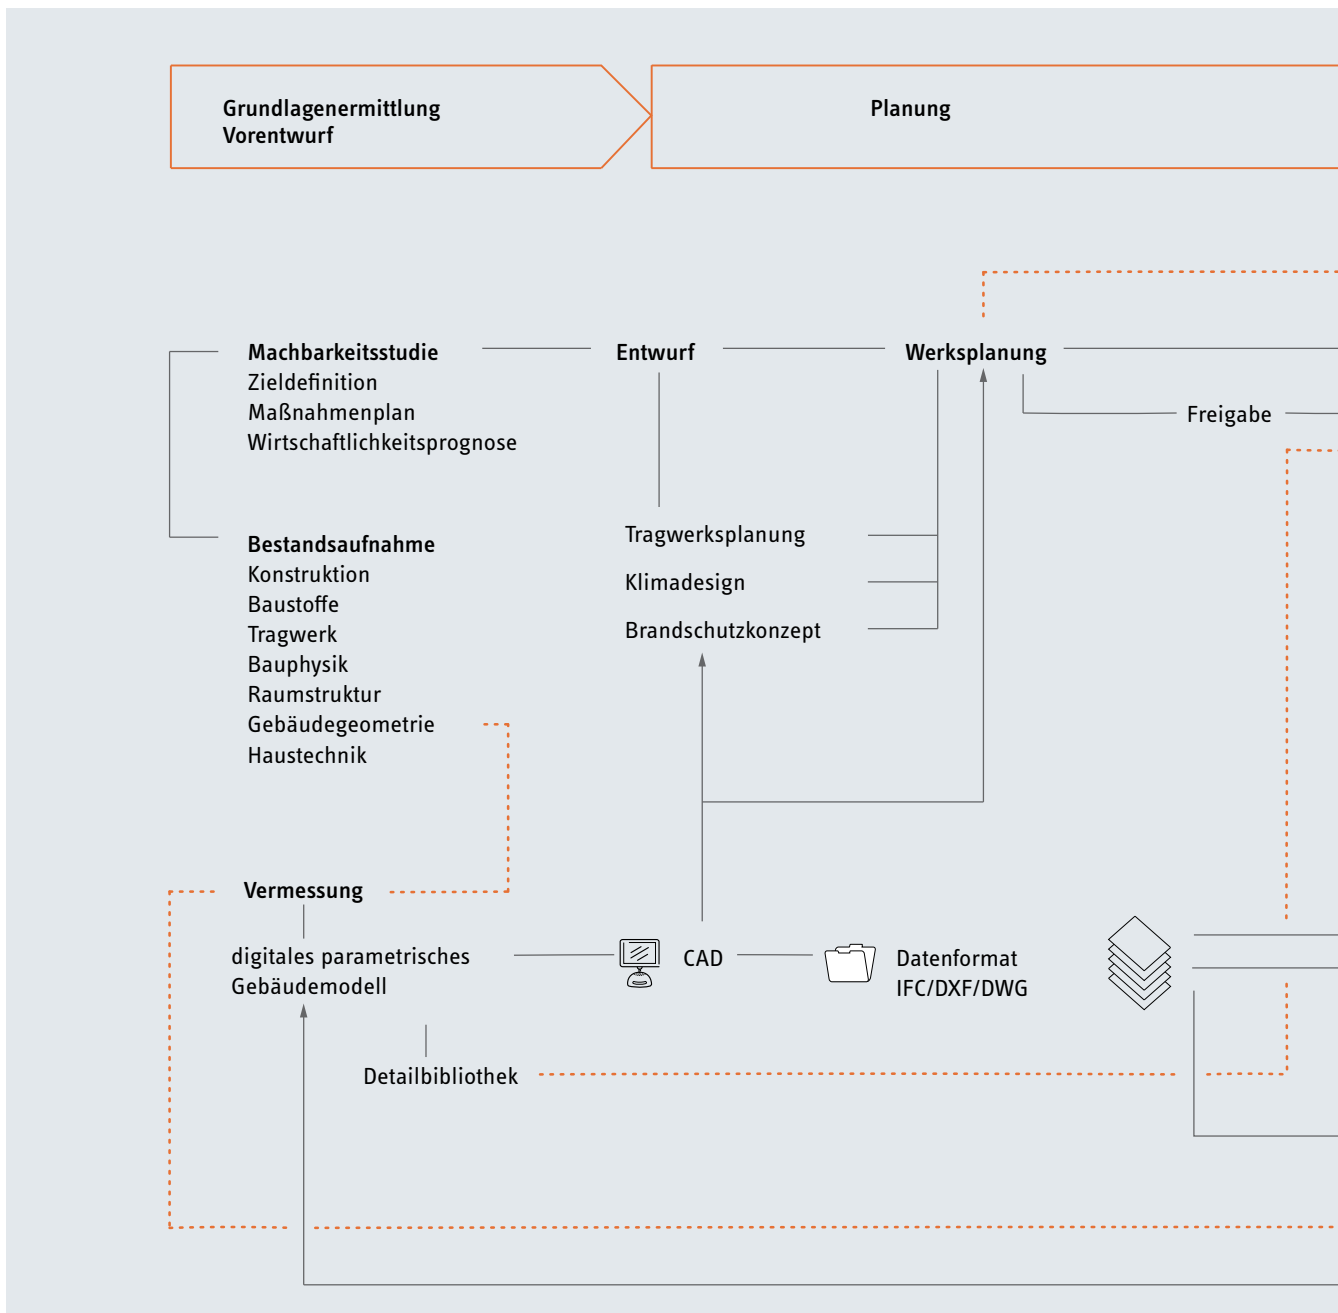 Grundlagenermittlung
Vorentwurf
Planung
Machbarkeitsstudie
Zieldefinition
Maßnahmenplan
Wirtschaftlichkeitsprognose
Entwurf
Werksplanung
Freigabe
Bestandsaufnahme
Konstruktion
Baustoffe
Tragwerk
Bauphysik
Raumstruktur
Gebäudegeometrie
Haustechnik
Tragwerksplanung
Klimadesign
Brandschutzkonzept
Vermessung
digitales parametrisches
Gebäudemodell
CAD
Datenformat
IFC/DXF/DWG
Detailbibliothek